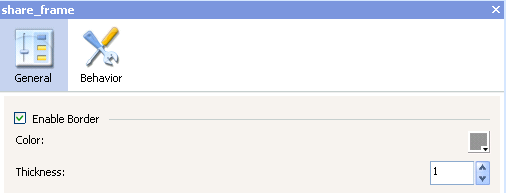 share_frame
General Behavior
Enable Border
Color:
Thickness: 1